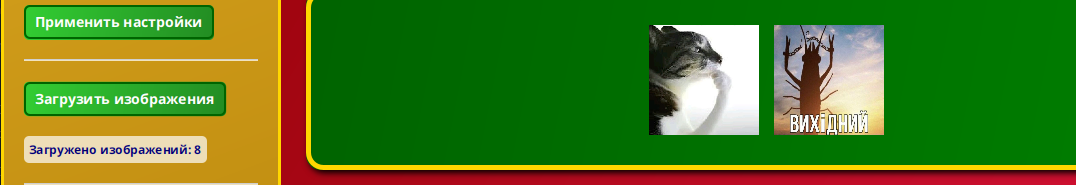 Применить настройки
Загрузить изображения
Загружено изображений: 8
ВИХІДНИЙ